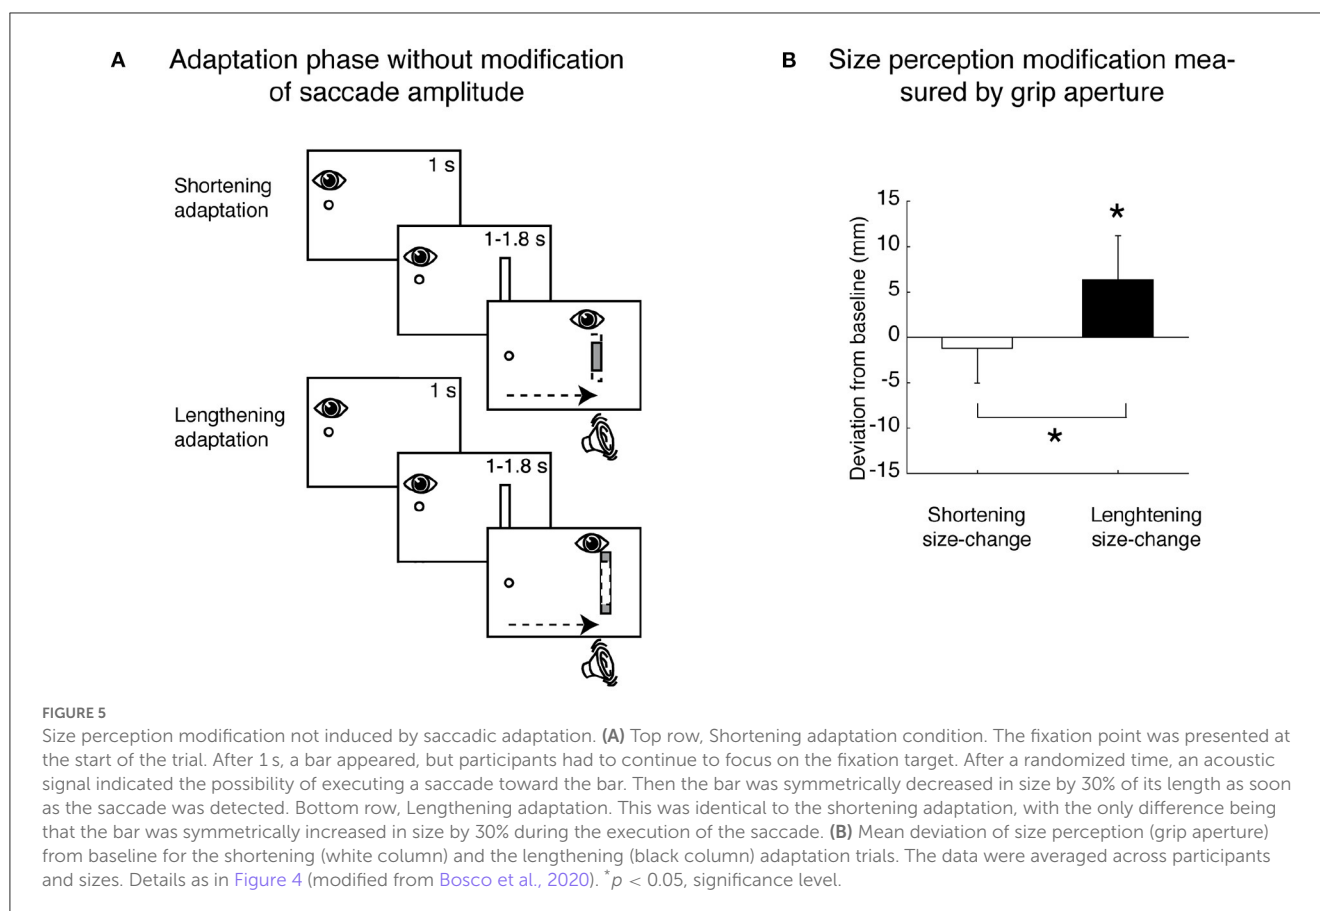 A Adaptation phase without modification
of saccade amplitude
Shortening
adaptation
1 s
1-1.8 s
Lengthening
adaptation
1 s
1-1.8 s
B Size perception modification mea-
sured by grip aperture
Deviation from baseline (mm)
15
10
5
0
-5
-10
-15
*
*
Shortening
size-change
Lenghtening
size-change
FIGURE 5
Size perception modification not induced by saccadic adaptation. (A) Top row, Shortening adaptation condition. The fixation point was presented at
the start of the trial. After 1 s, a bar appeared, but participants had to continue to focus on the fixation target. After a randomized time, an acoustic
signal indicated the possibility of executing a saccade toward the bar. Then the bar was symmetrically decreased in size by 30% of its length as soon
as the saccade was detected. Bottom row, Lengthening adaptation. This was identical to the shortening adaptation, with the only difference being
that the bar was symmetrically increased in size by 30% during the execution of the saccade. (B) Mean deviation of size perception (grip aperture)
from baseline for the shortening (white column) and the lengthening (black column) adaptation trials. The data were averaged across participants
and sizes. Details as in Figure 4 (modified from Bosco et al., 2020). *p < 0.05, significance level.